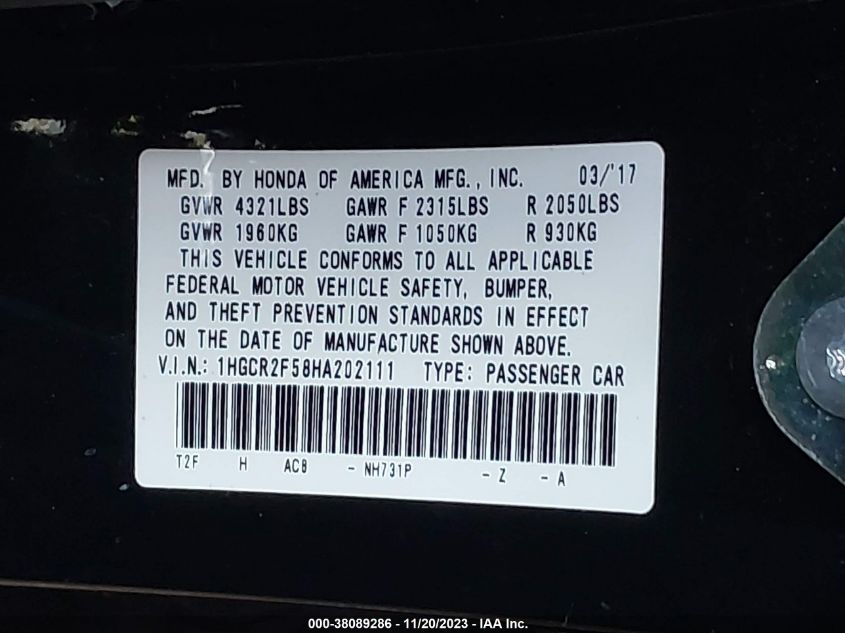 MFD. BY HONDA OF AMERICA MFG., INC. 03/'17
GVWR 4321LBS GAWR F 2315LBS R 2050LBS
GVWR 1960KG GAWR F 1050KG R 930KG
THIS VEHICLE CONFORMS TO ALL APPLICABLE
FEDERAL MOTOR VEHICLE SAFETY, BUMPER,
AND THEFT PREVENTION STANDARDS IN EFFECT
ON THE DATE OF MANUFACTURE SHOWN ABOVE.
V.I.N.: 1HGCR2F58HA202111 TYPE: PASSENGER CAR
T2F H AC8 - NH731P - Z - A
000-38089286 - 11/20/2023 - IAA Inc.